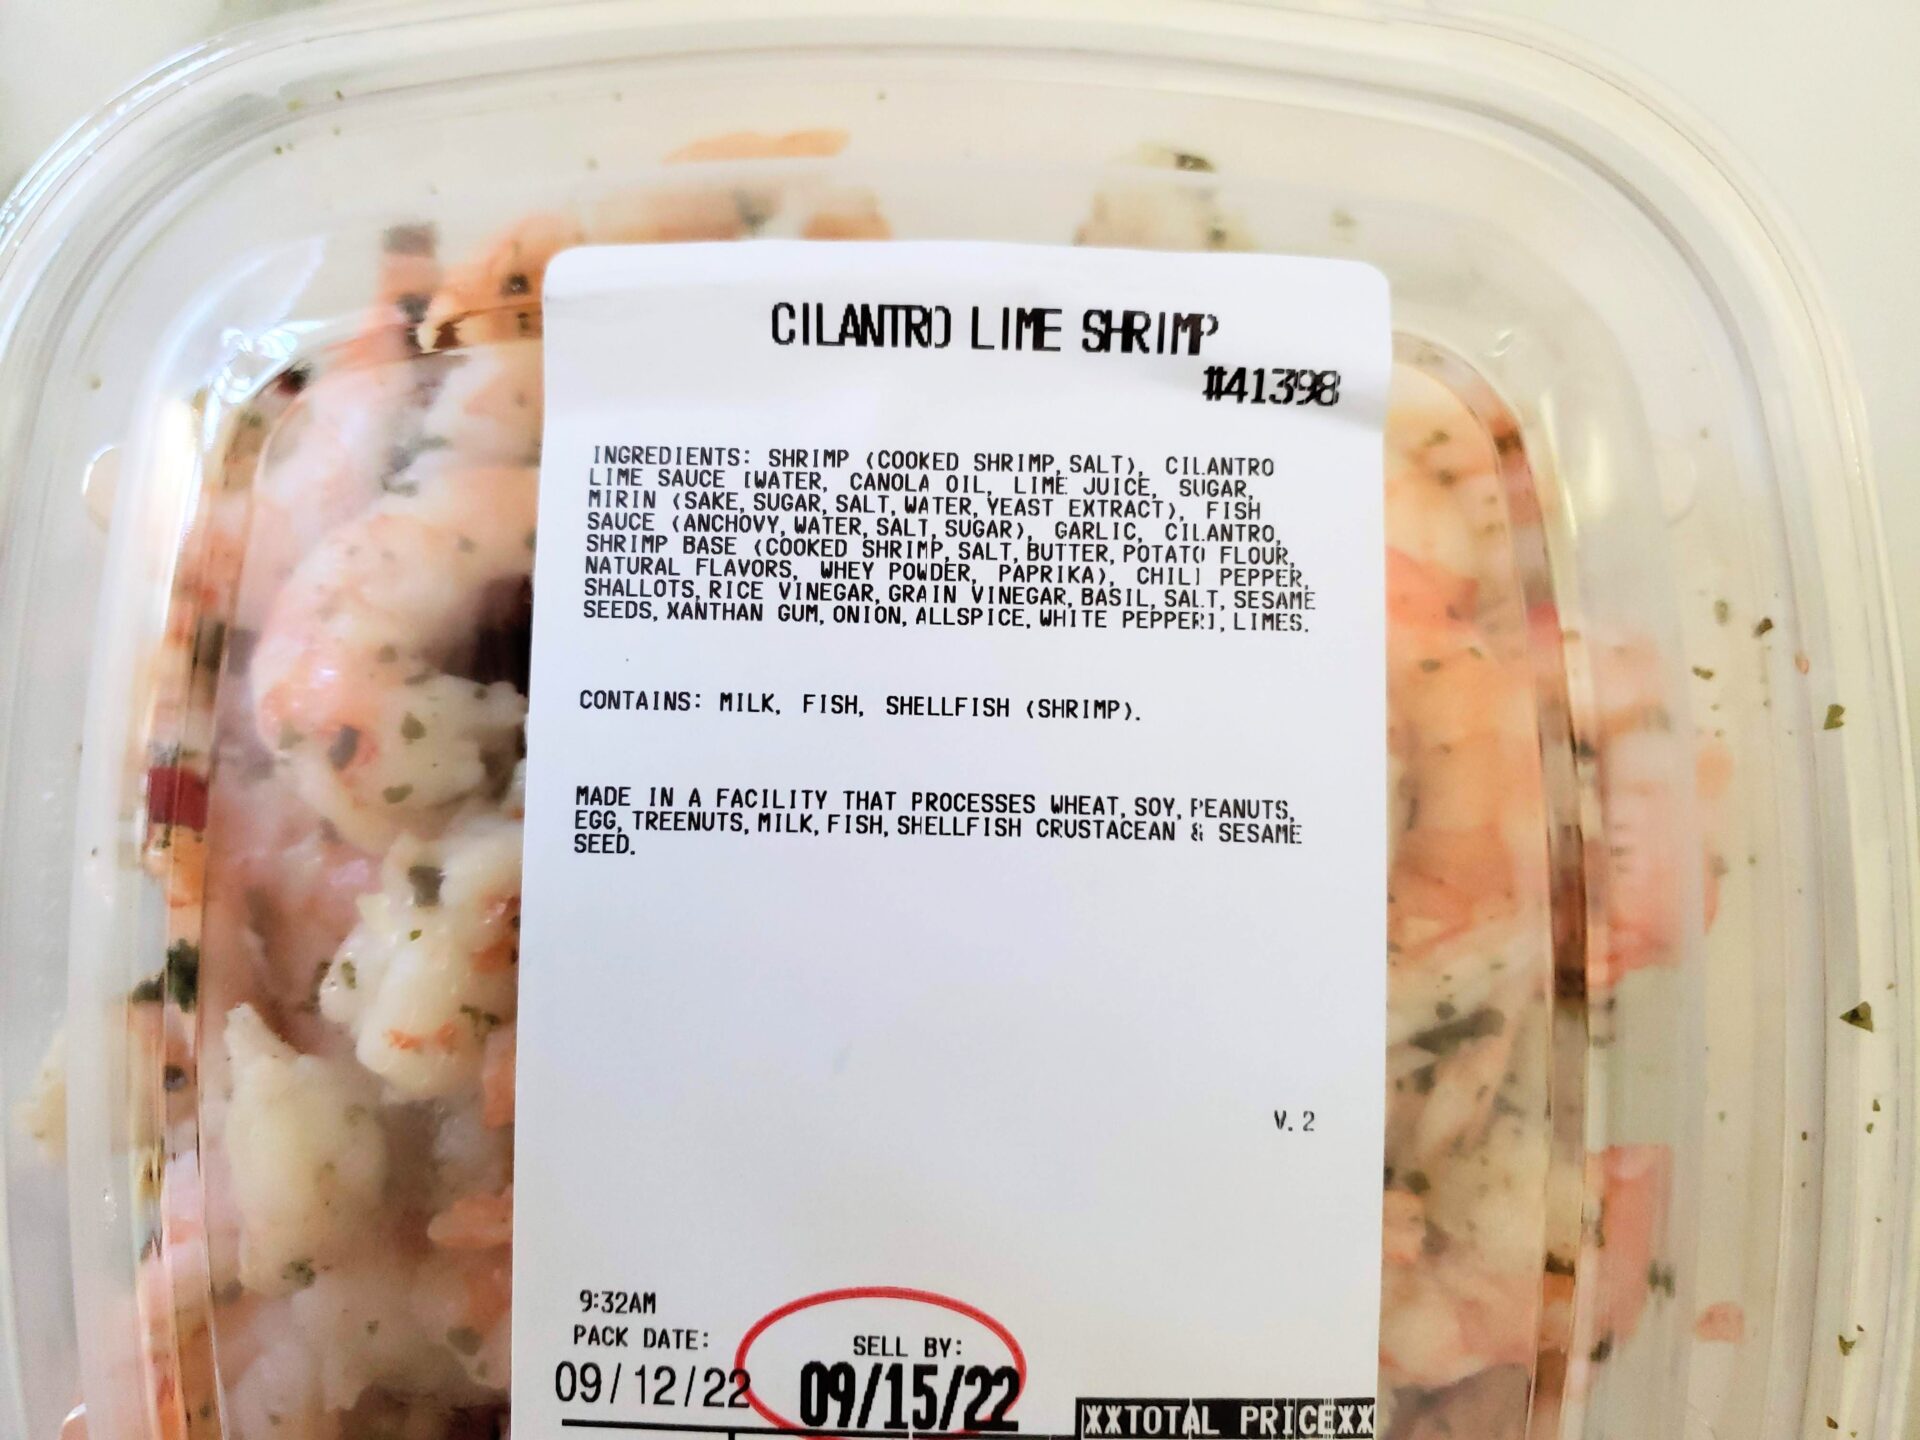 CILANTRO LIME SHRIMP
#41398
INGREDIENTS: SHRIMP (COOKED SHRIMP, SALT), CILANTRO
LIME SAUCE [WATER, CANOLA OIL, LIME JUICE, SUGAR,
MIRIN (SAKE, SUGAR, SALT, WATER, YEAST EXTRACT), FISH
SAUCE (ANCHOVY, WATER, SALT, SUGAR), GARLIC, CILANTRO,
SHRIMP BASE (COOKED SHRIMP, SALT, BUTTER, POTATO FLOUR,
NATURAL FLAVORS, WHEY POWDER, PAPRIKA), CHILI PEPPER,
SHALLOTS, RICE VINEGAR, GRAIN VINEGAR, BASIL, SALT, SESAME
SEEDS, XANTHAN GUM, ONION, ALLSPICE, WHITE PEPPER], LIMES.
CONTAINS: MILK, FISH, SHELLFISH (SHRIMP).
MADE IN A FACILITY THAT PROCESSES WHEAT, SOY, PEANUTS,
EGG, TREENUTS, MILK, FISH, SHELLFISH CRUSTACEAN & SESAME
SEED.
V. 2
9:32AM
PACK DATE: SELL BY:
09/12/22 09/15/22
XXTOTAL PRICEXX